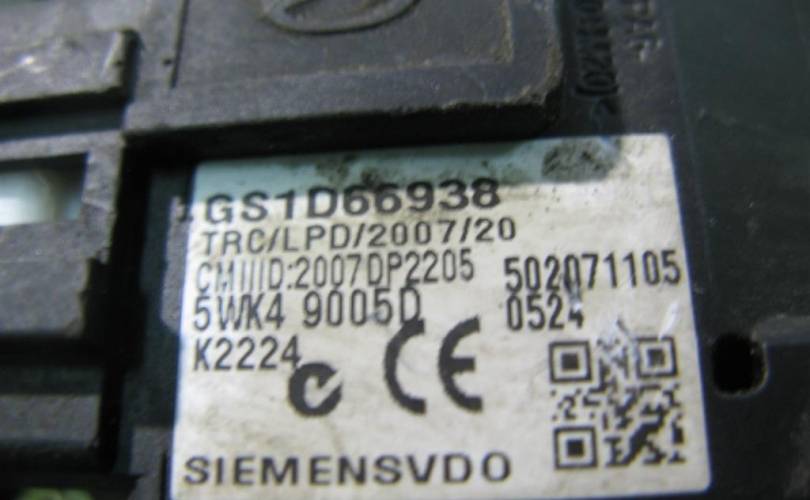 GS1D66938
TRC/LPD/2007/20
CMIIID:2007DP2205 502071105
5WK4 9005D 0524
K2224
CE
SIEMENSVDO